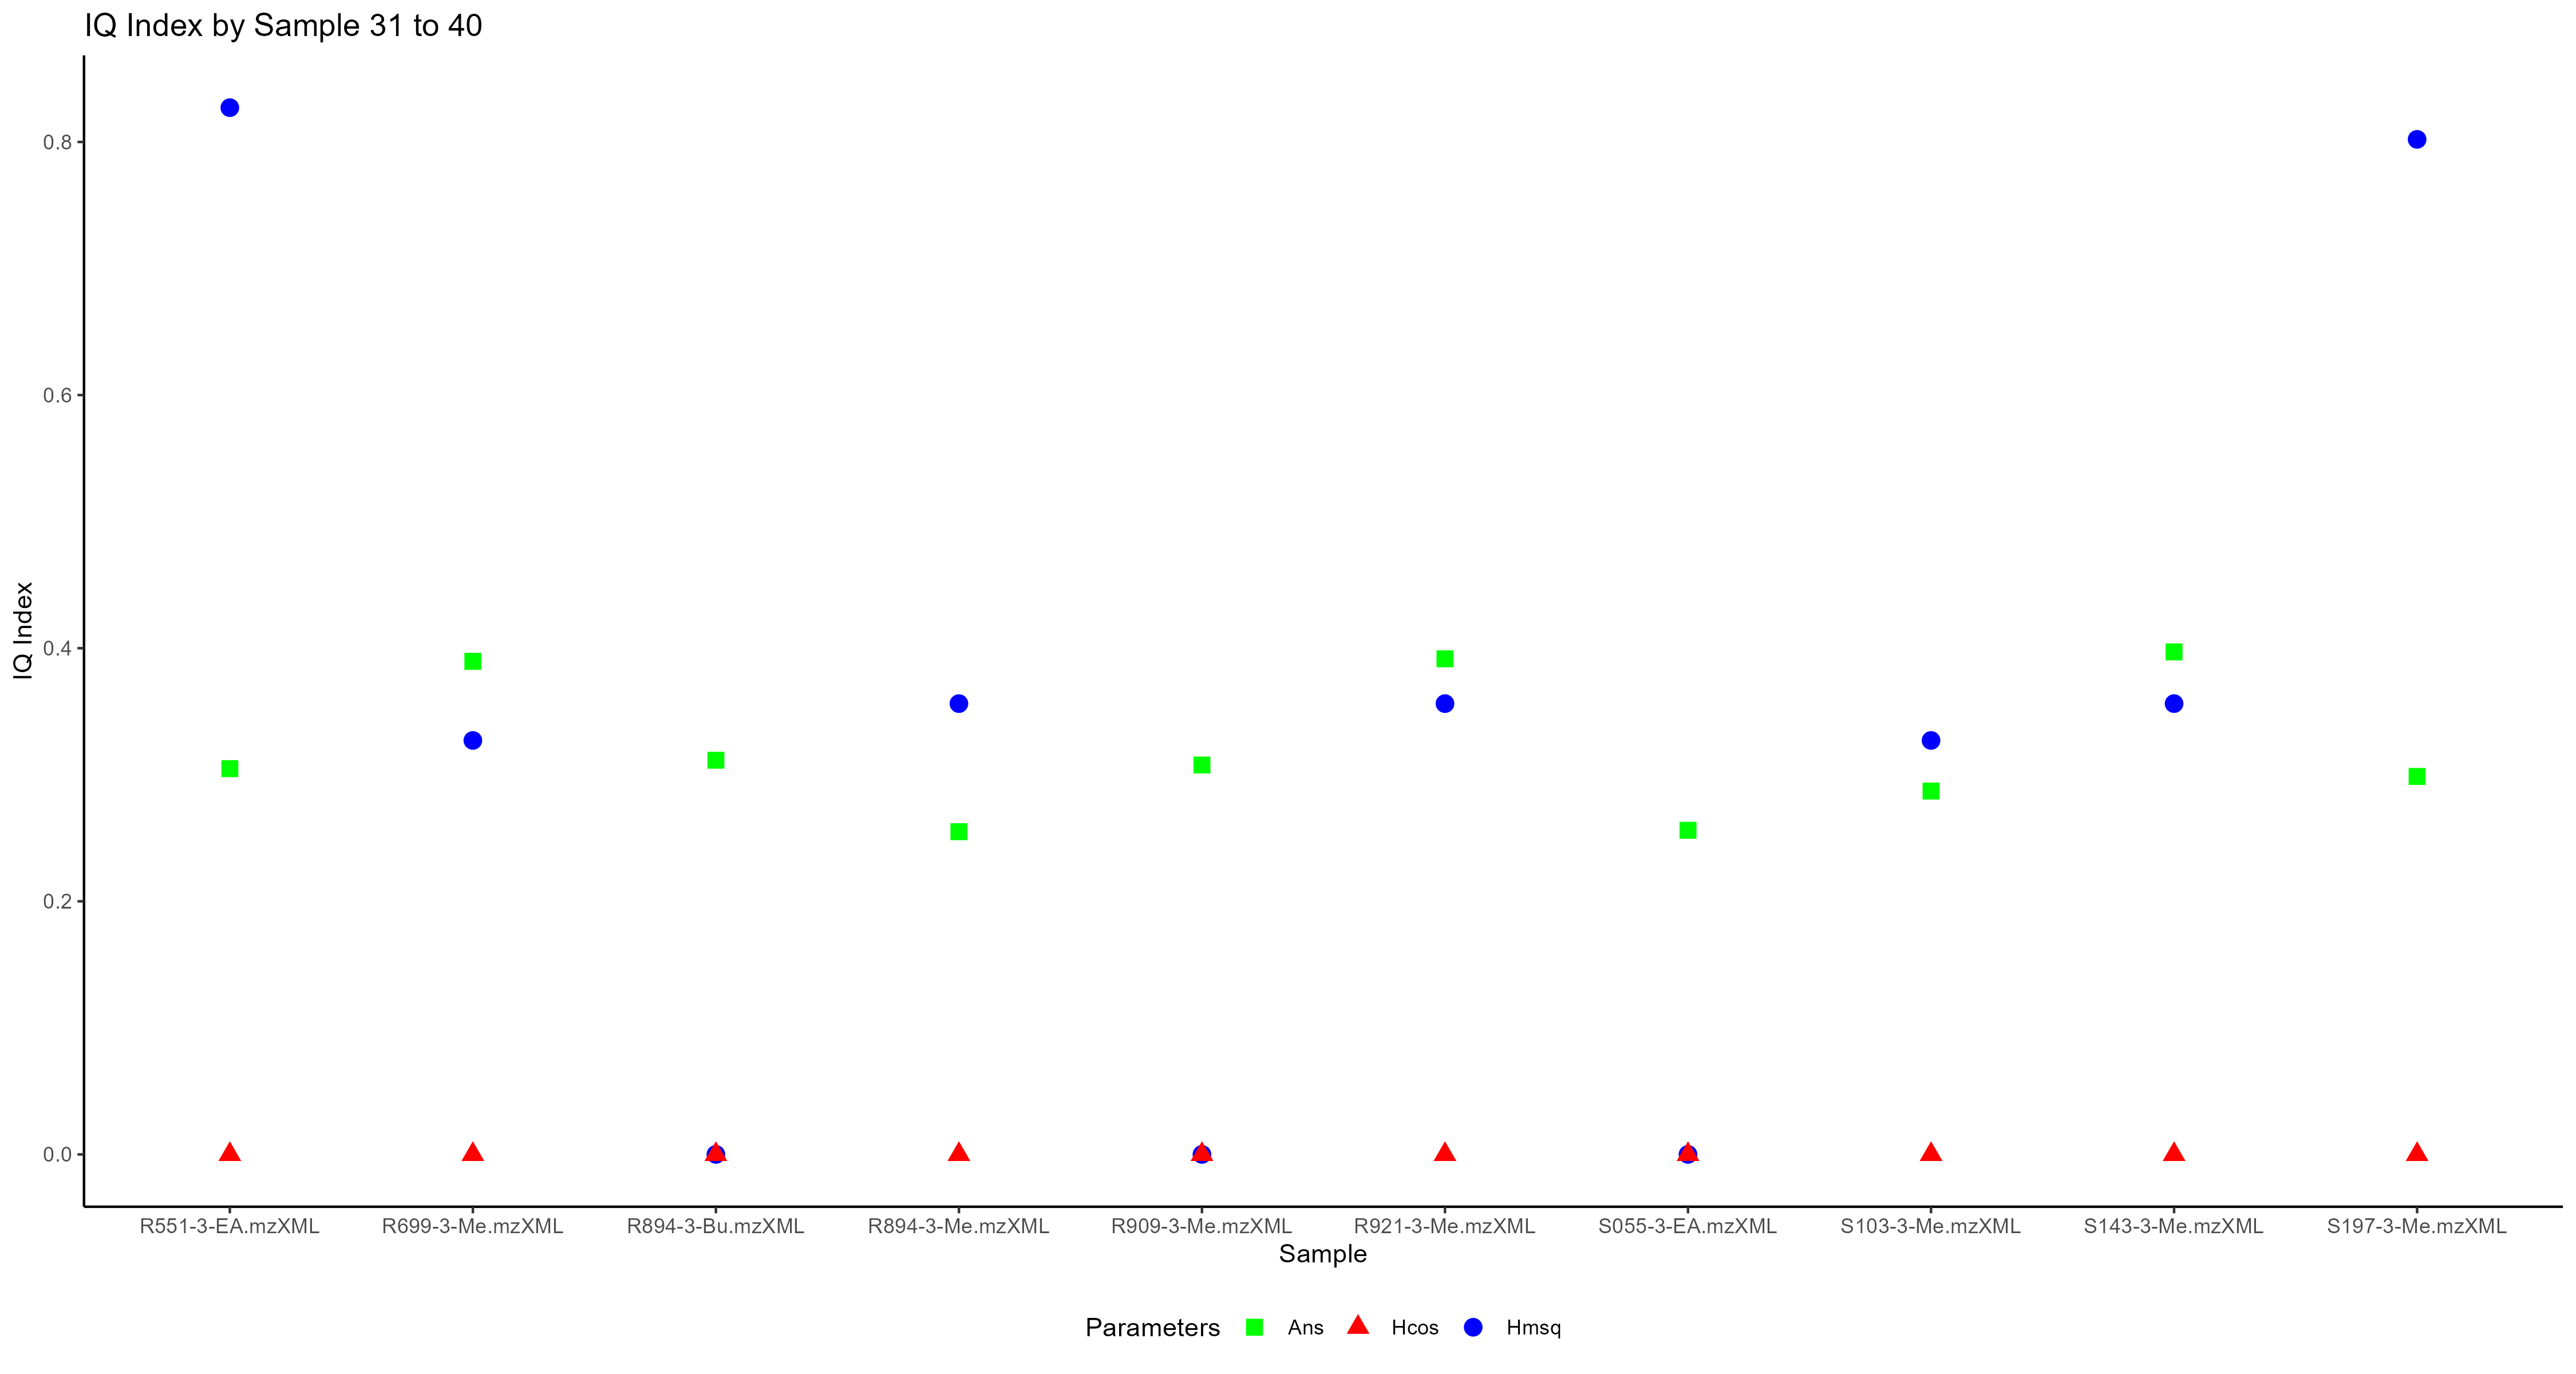 IQ Index by Sample 31 to 40
IQ Index
0.8
0.6
0.4
0.2
0.0
R551-3-EA.mzXML R699-3-Me.mzXML R894-3-Bu.mzXML R894-3-Me.mzXML R909-3-Me.mzXML R921-3-Me.mzXML S055-3-EA.mzXML S103-3-Me.mzXML S143-3-Me.mzXML S197-3-Me.mzXML
Sample
Parameters Ans Hcos Hmsq